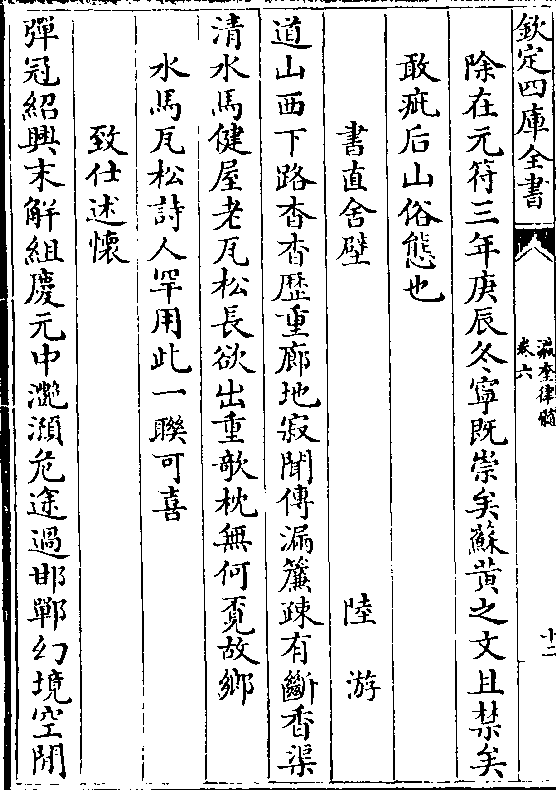 欽定四庫全書
瀛奎律髓
卷六
十二
除在元符三年庚辰冬寧既崇矣蘇黄之文且禁矣
敢疵后山俗態也
書直舍壁 陸游
道山西下路杳杳歴重廊地寂聞傳漏簾疎有斷香渠
清水馬健屋老瓦松長欲出重欹枕無何覔故鄉
水馬瓦松詩人罕用此一聨可喜
致仕述懷
彈冠紹興末解組慶元中灔澦危途過邯鄲幻境空閒